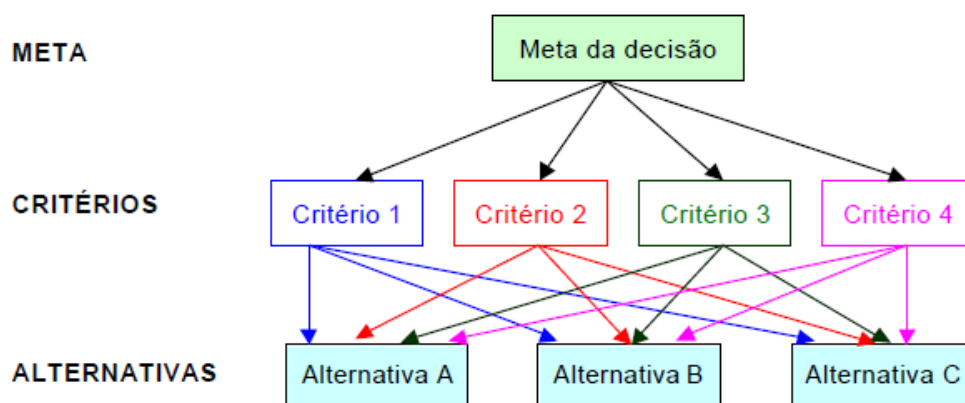 META
Meta da decisão
CRITÉRIOS
Critério 1
Critério 2
Critério 3
Critério 4
ALTERNATIVAS
Alternativa A
Alternativa B
Alternativa C